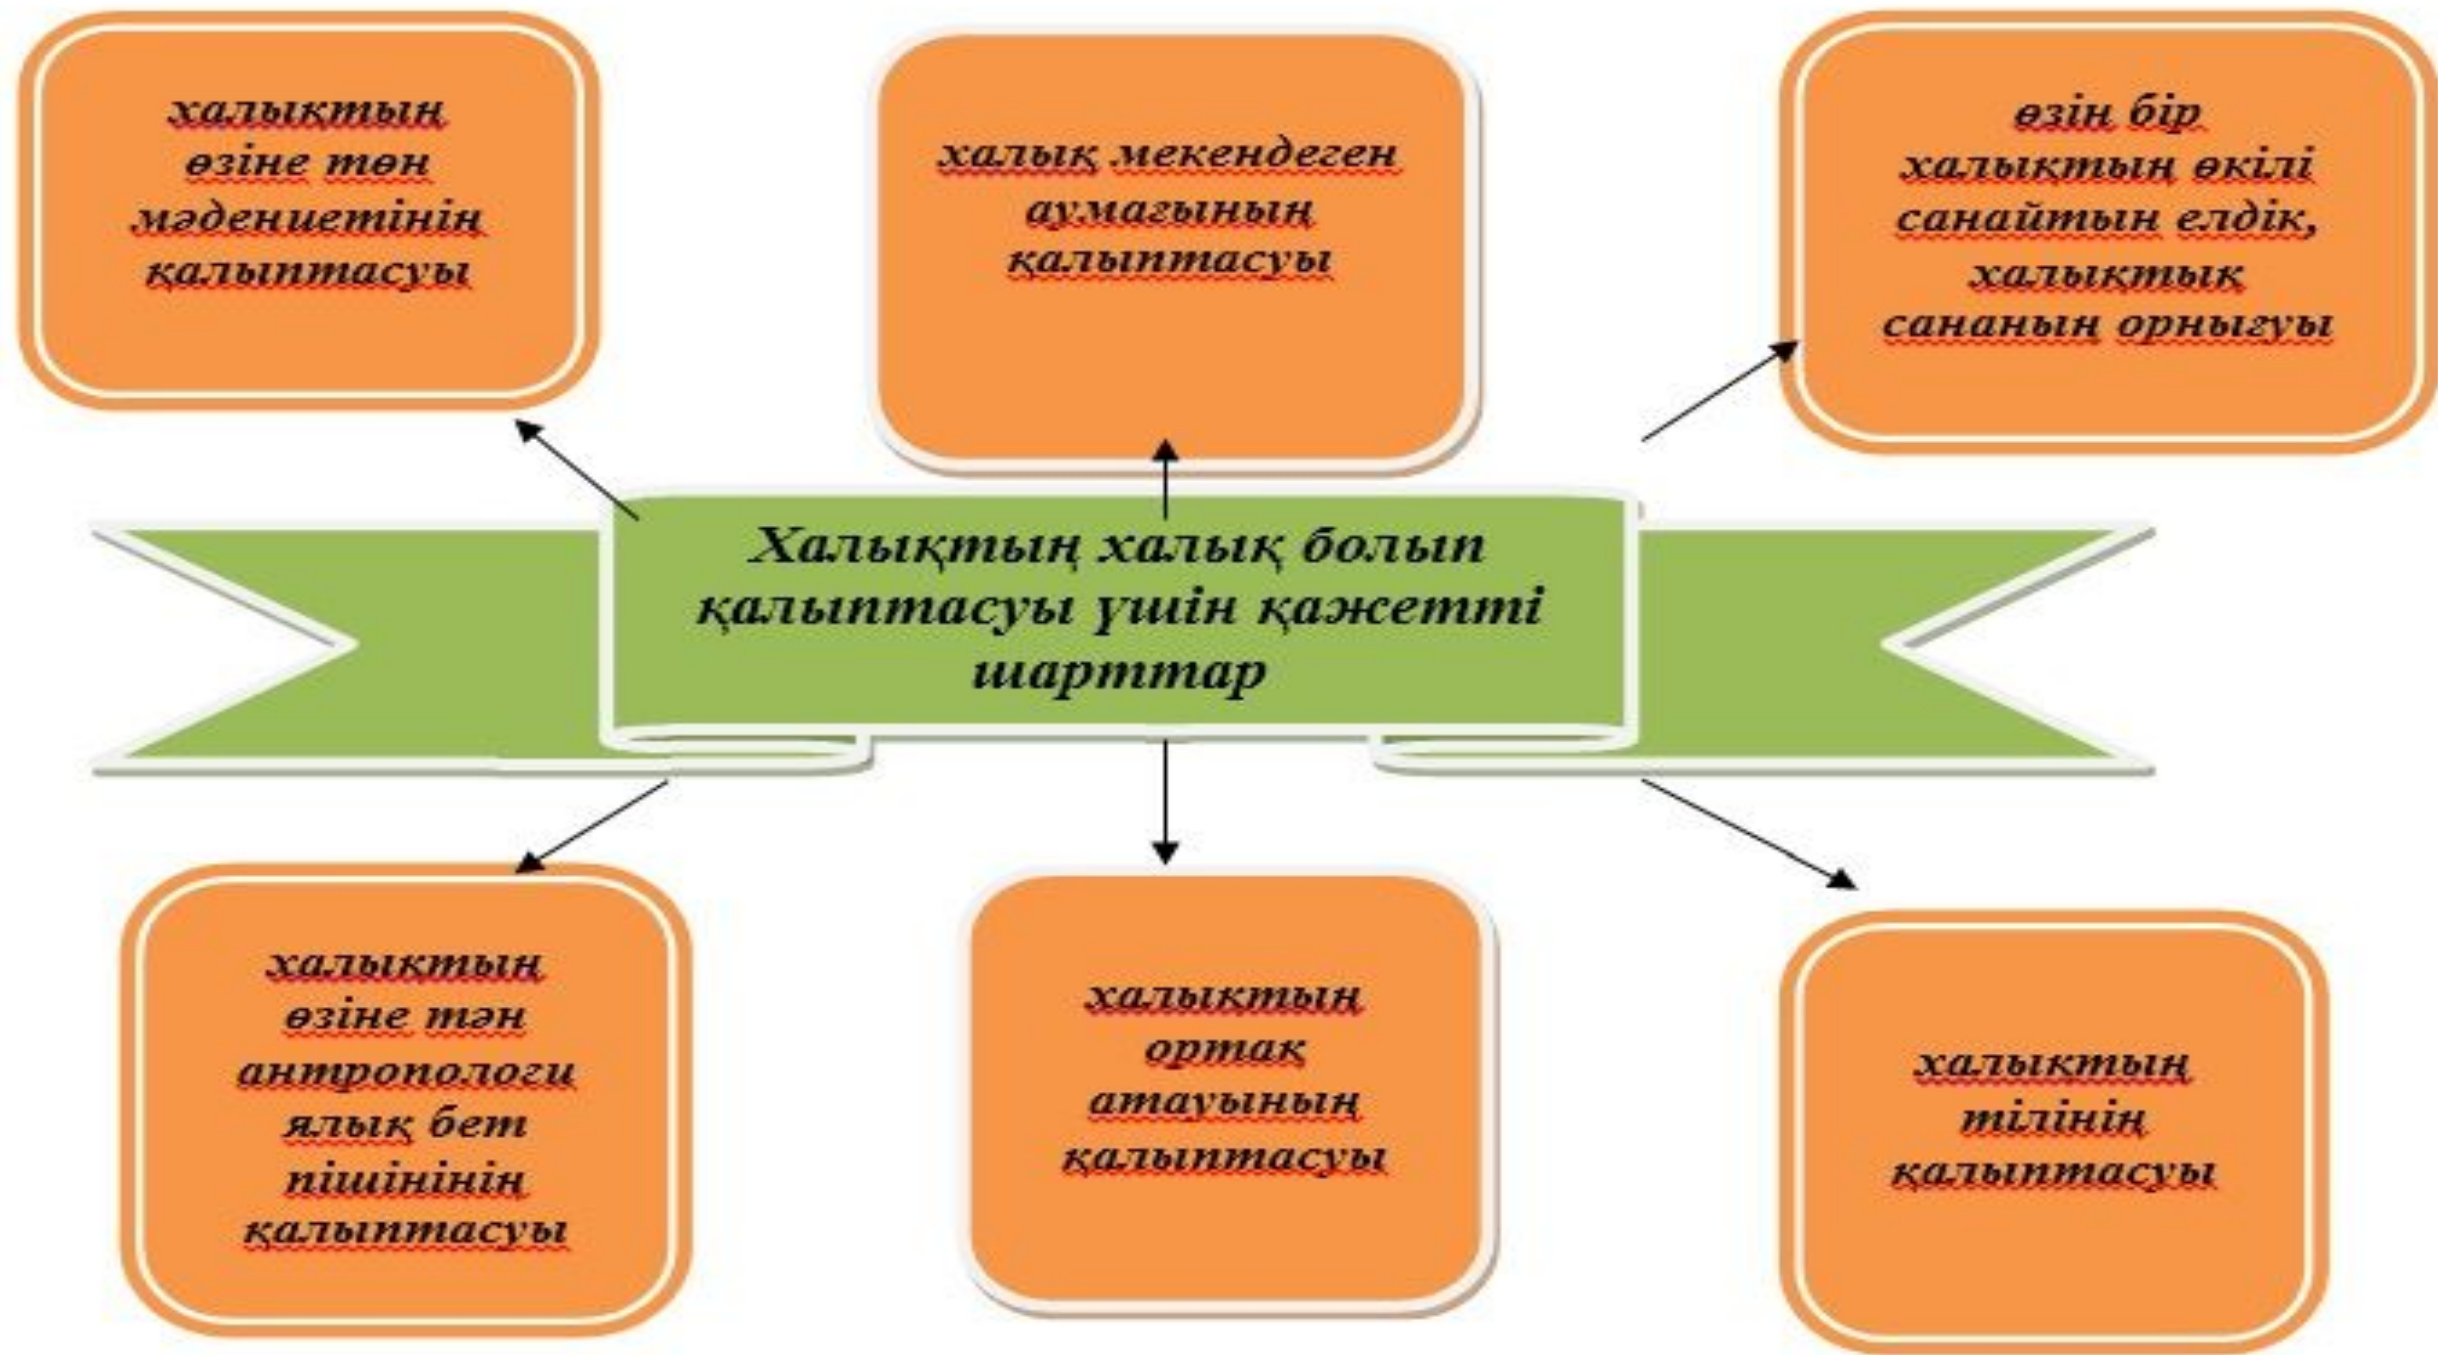 халықтың
өзіне төн
мәдениетінің
қалыптасуы
халық мекендеген
аумағының
қалыптасуы
өзін бір
халықтың өкілі
санайтын елдік,
халықтық
сананың орнығуы
Халықтың халық болып
қалыптасуы үшін қажетті
шарттар
халықтың
өзіне тән
антропологи
ялық бет
пішінінің
қалыптасуы
халықтың
ортақ
атауының
қалыптасуы
халықтың
тілінің
қалыптасуы